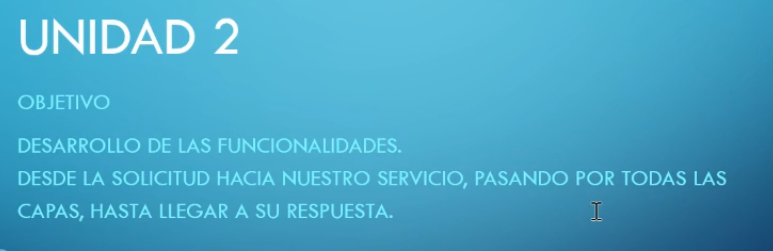 UNIDAD 2
OBJETIVO
DESARROLLO DE LAS FUNCIONALIDADES.
DESDE LA SOLICITUD HACIA NUESTRO SERVICIO, PASANDO POR TODAS LAS
CAPAS, HASTA LLEGAR A SU RESPUESTA.